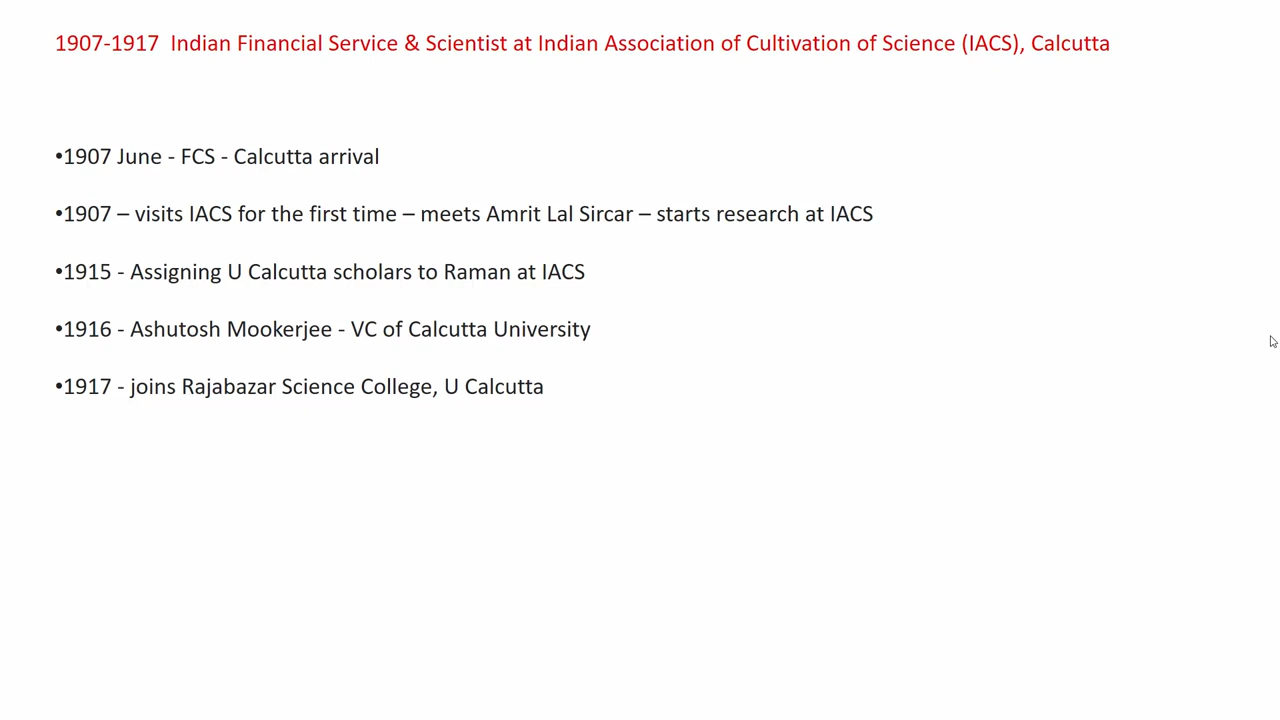 1907-1917  Indian Financial Service & Scientist at Indian Association of Cultivation of Science (IACS), Calcutta
•1907 June - FCS - Calcutta arrival
•1907 – visits IACS for the first time – meets Amrit Lal Sircar – starts research at IACS
•1915 - Assigning U Calcutta scholars to Raman at IACS
•1916 - Ashutosh Mookerjee - VC of Calcutta University
•1917 - joins Rajabazar Science College, U Calcutta